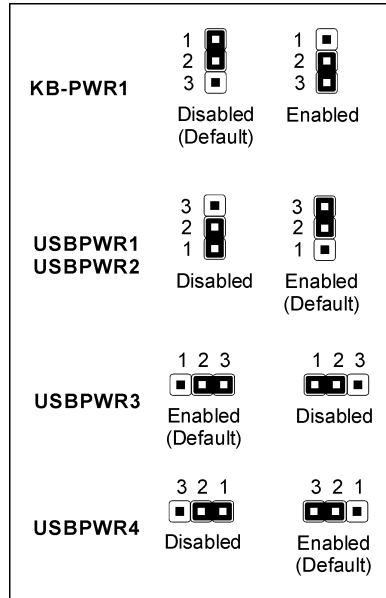 1
2
3
1
2
3
KB-PWR1
Disabled
(Default)
Enabled
3
2
1
3
2
1
USBPWR1
USBPWR2
Disabled
Enabled
(Default)
1 2 3
1 2 3
USBPWR3
Enabled
(Default)
Disabled
3 2 1
3 2 1
USBPWR4
Disabled
Enabled
(Default)